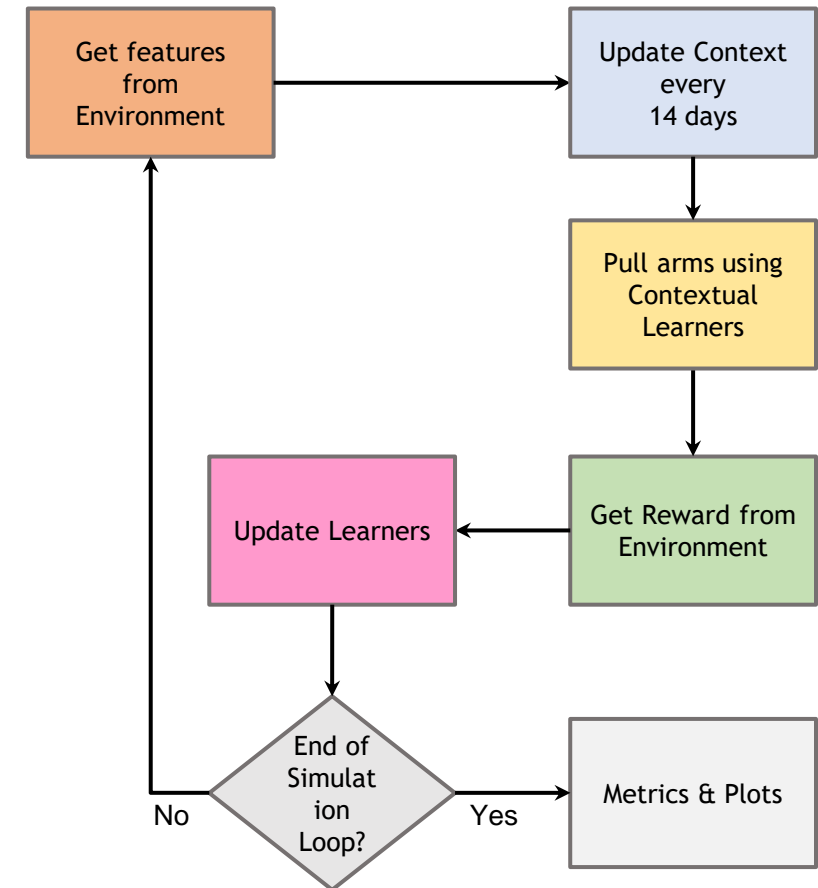 Get features
from
Environment
Update Context
every
14 days
Pull arms using
Contextual
Learners
Get Reward from
Environment
Update Learners
End of
Simulat
ion
Loop?
No
Yes
Metrics & Plots